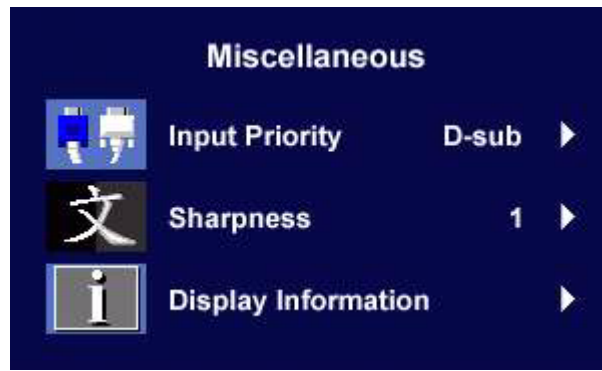 Miscellaneous
Input Priority D-sub
文 Sharpness 1
i Display Information